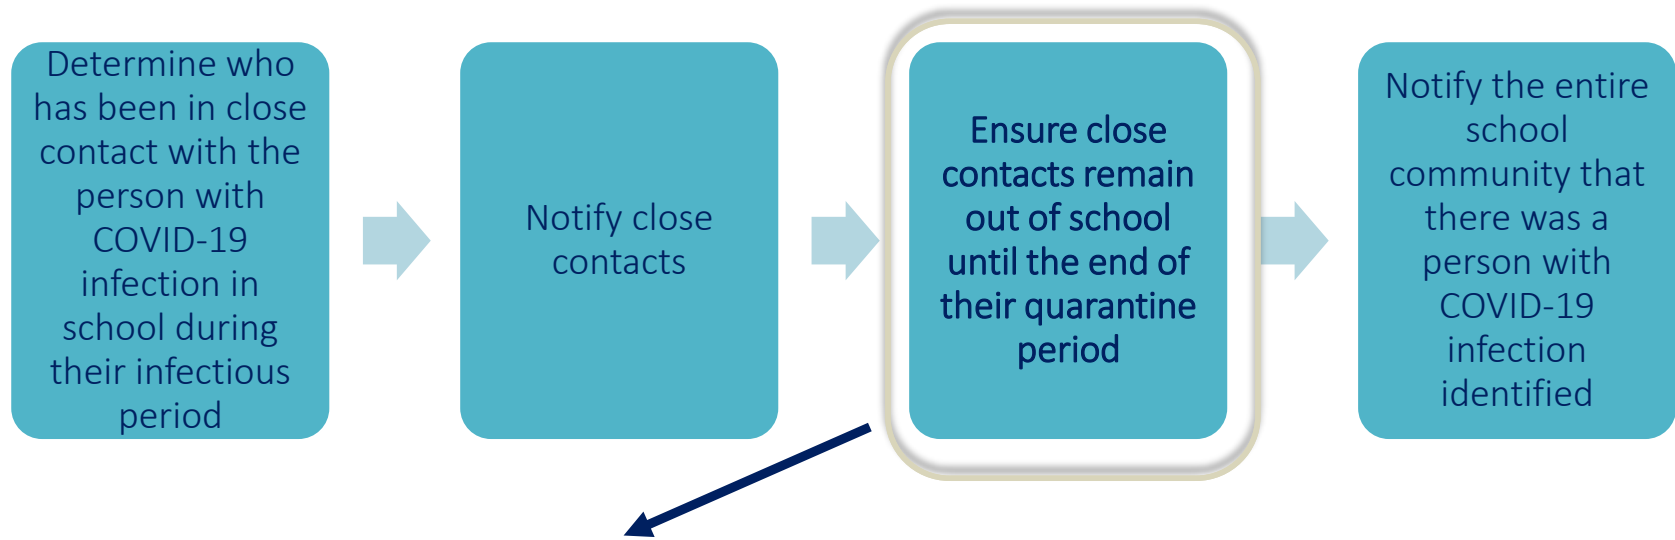 Determine who
has been in close
contact with the
person with
COVID-19
infection in
school during
their infectious
period
Notify close
contacts
Ensure close
contacts remain
out of school
until the end of
their quarantine
period
Notify the entire
school
community that
there was a
person with
COVID-19
infection
identified